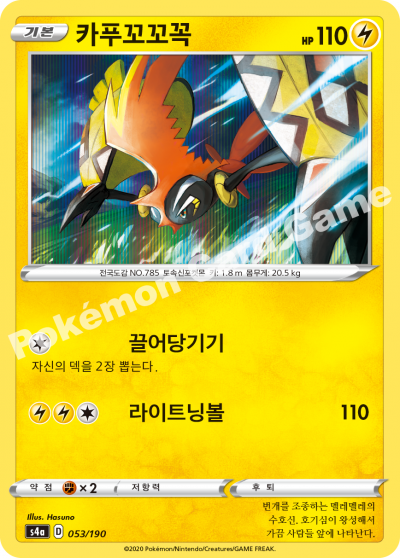 기본 카푸꼬꼬꼭 HP 110
전국도감 NO.785 토속신포켓몬 키: 1.8 m 몸무게: 20.5 kg
끌어당기기
자신의 덱을 2장 뽑는다.
라이트닝볼 110
약점 ×2 저항력 후퇴
Illus. Hasuno
s4a D 053/190
번개를 조종하는 멜레멜레의
수호신. 호기심이 왕성해서
가끔 사람들 앞에 나타난다.
©2020 Pokémon/Nintendo/Creatures/GAME FREAK.
Pokémon Card Game